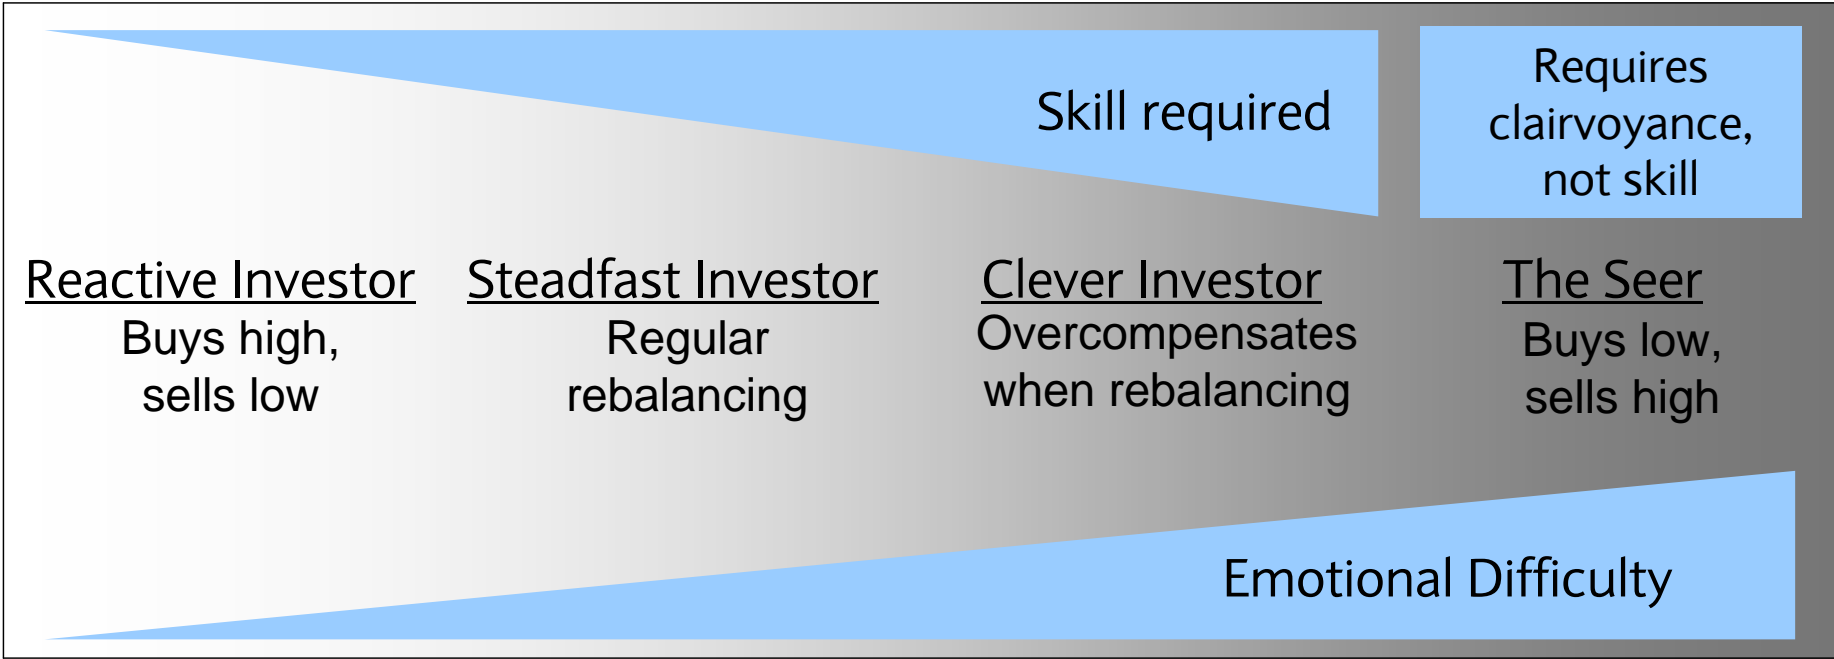 Skill required
Requires
clairvoyance,
not skill
Reactive Investor
Buys high,
sells low
Steadfast Investor
Regular
rebalancing
Clever Investor
Overcompensates
when rebalancing
The Seer
Buys low,
sells high
Emotional Difficulty